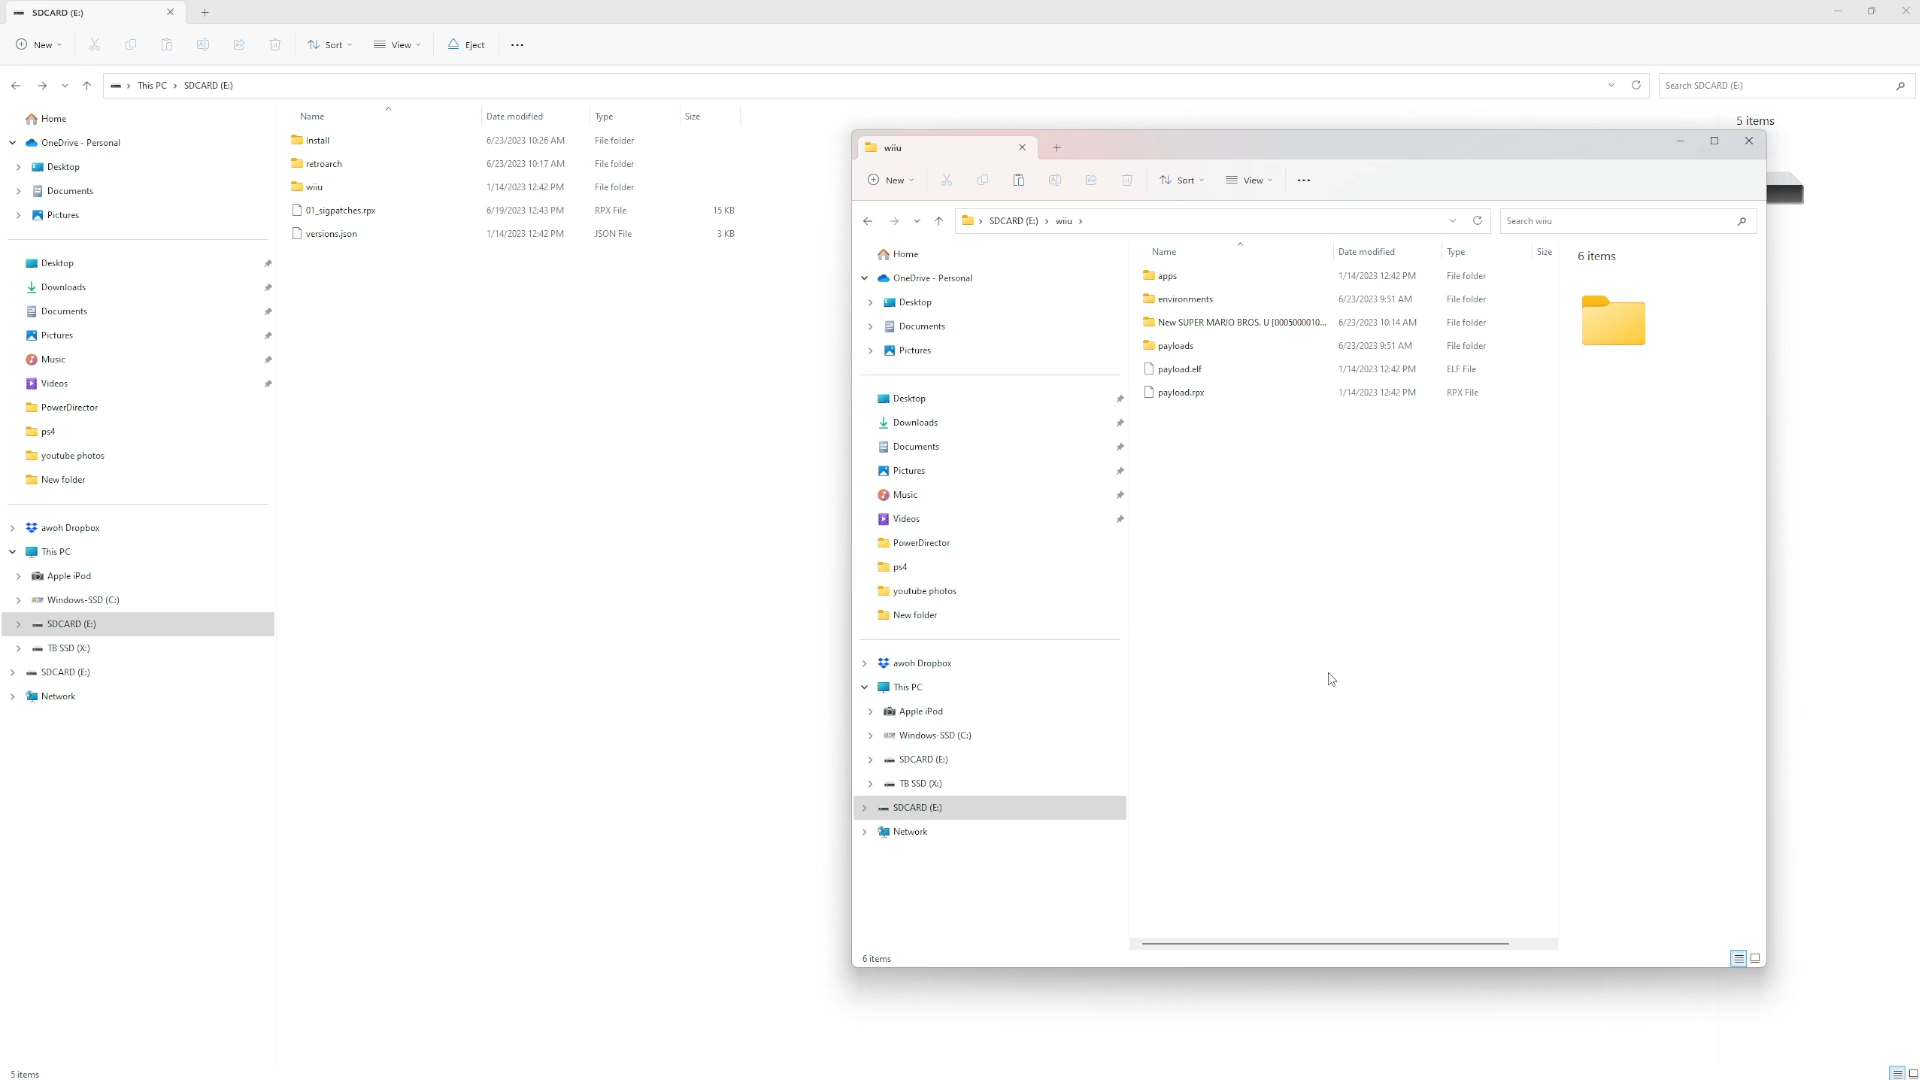 SDCARD (E:)
New
Sort
View
Eject
This PC
SDCARD (E:)
Search SDCARD (E:)
Home
OneDrive - Personal
Desktop
Documents
Pictures
Desktop
Downloads
Documents
Pictures
Music
Videos
PowerDirector
ps4
youtube photos
New folder
awoh Dropbox
This PC
Apple iPod
Windows-SSD (C:)
SDCARD (E:)
TB SSD (X:)
SDCARD (E:)
Network
5 items
Name Date modified Type Size
Install 6/23/2023 10:26 AM File folder
retroarch 6/23/2023 10:17 AM File folder
wiiu 1/14/2023 12:42 PM File folder
01_sigpatches.rpx 6/19/2023 12:43 PM RPX File 15 KB
versions.json 1/14/2023 12:42 PM JSON File 3 KB
5 items
wiiu
New
Sort
View
SDCARD (E:)
wiiu
Search wiiu
Home
OneDrive - Personal
Desktop
Documents
Pictures
Desktop
Downloads
Documents
Pictures
Music
Videos
PowerDirector
ps4
youtube photos
New folder
awoh Dropbox
This PC
Apple iPod
Windows-SSD (C:)
SDCARD (E:)
TB SSD (X:)
SDCARD (E:)
Network
Name Date modified Type Size
apps 1/14/2023 12:42 PM File folder
environments 6/23/2023 9:51 AM File folder
New SUPER MARIO BROS. U [0005000010... 6/23/2023 10:14 AM File folder
payloads 6/23/2023 9:51 AM File folder
payload.elf 1/14/2023 12:42 PM ELF File
payload.rpx 1/14/2023 12:42 PM RPX File
6 items
6 items